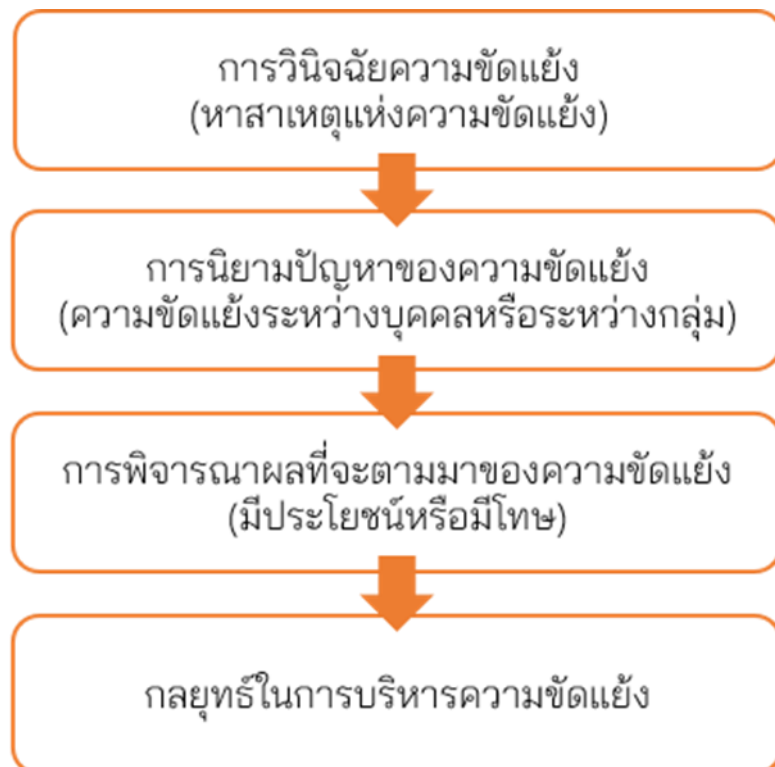 การวินิจฉัยความขัดแย้ง
(หาสาเหตุแห่งความขัดแย้ง)
การนิยามปัญหาของความขัดแย้ง
(ความขัดแย้งระหว่างบุคคลหรือระหว่างกลุ่ม)
การพิจารณาผลที่จะตามมาของความขัดแย้ง
(มีประโยชน์หรือมีโทษ)
กลยุทธ์ในการบริหารความขัดแย้ง